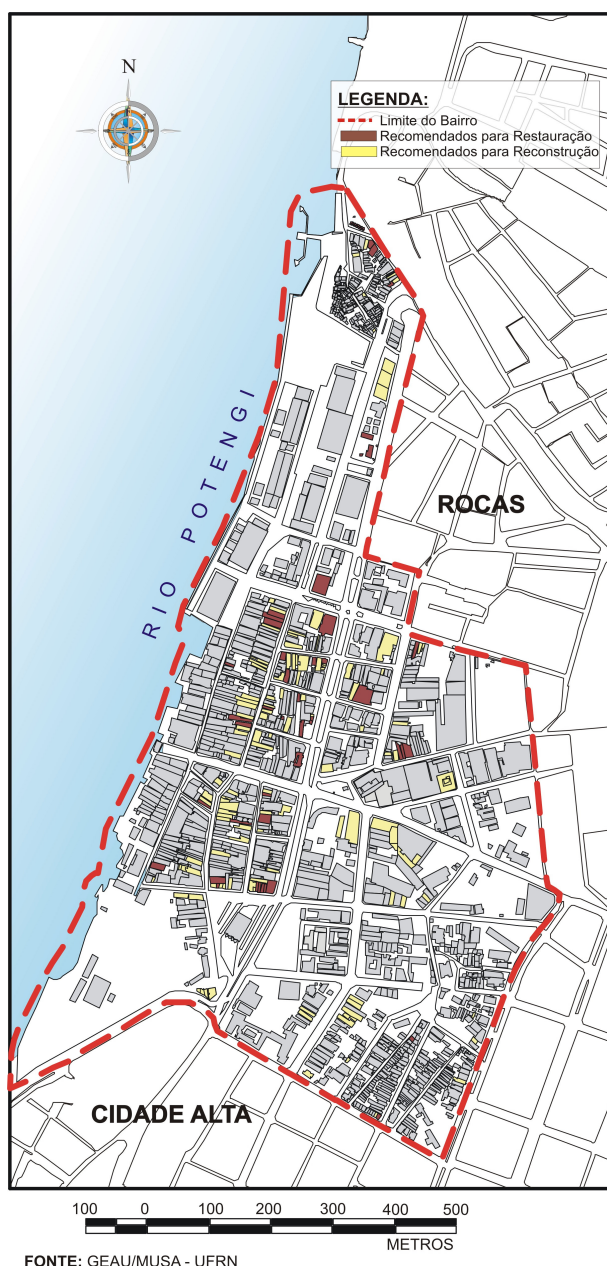 N
LEGENDA:
Limite do Bairro
Recomendados para Restauração
Recomendados para Reconstrução
RIO POTENGI
ROCAS
CIDADE ALTA
100 0 100 200 300 400 500
METROS
FONTE: GEAU/MUSA - UFRN